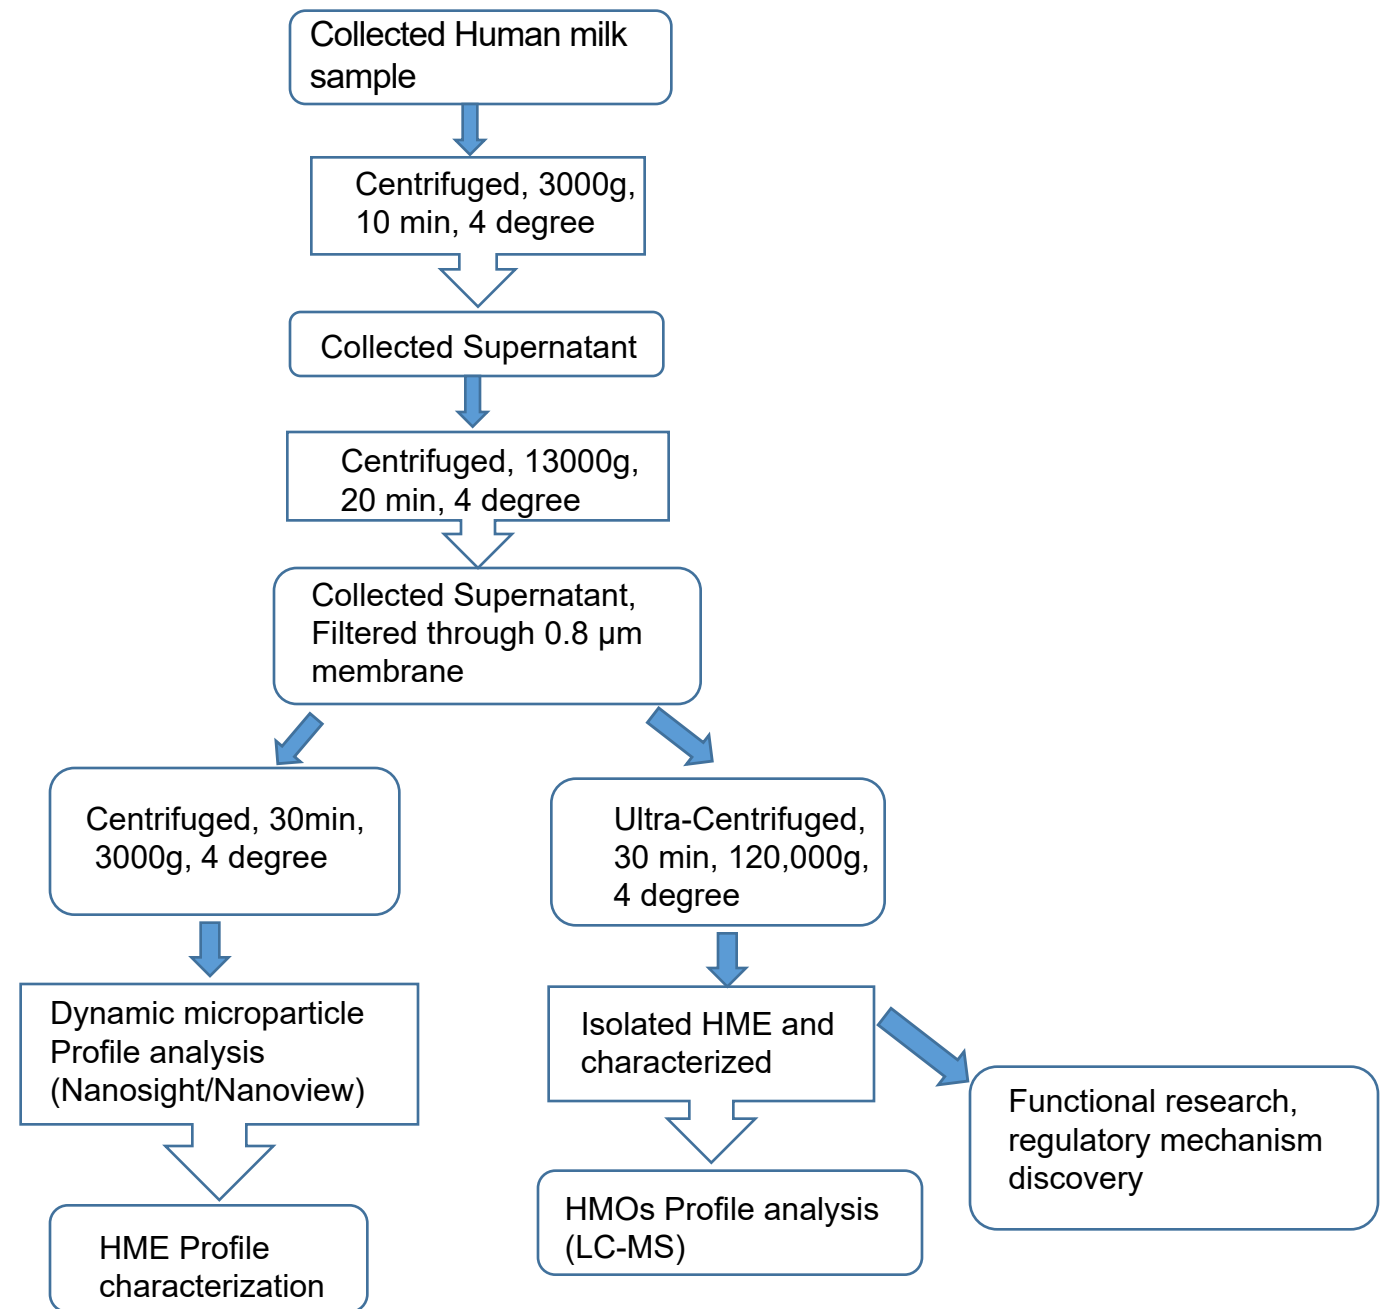 Collected Human milk
sample
Centrifuged, 3000g,
10 min, 4 degree
Collected Supernatant
Centrifuged, 13000g,
20 min, 4 degree
Collected Supernatant,
Filtered through 0.8 µm
membrane
Centrifuged, 30min,
3000g, 4 degree
Ultra-Centrifuged,
30 min, 120,000g,
4 degree
Dynamic microparticle
Profile analysis
(Nanosight/Nanoview)
Isolated HME and
characterized
Functional research,
regulatory mechanism
discovery
HME Profile
characterization
HMOs Profile analysis
(LC-MS)